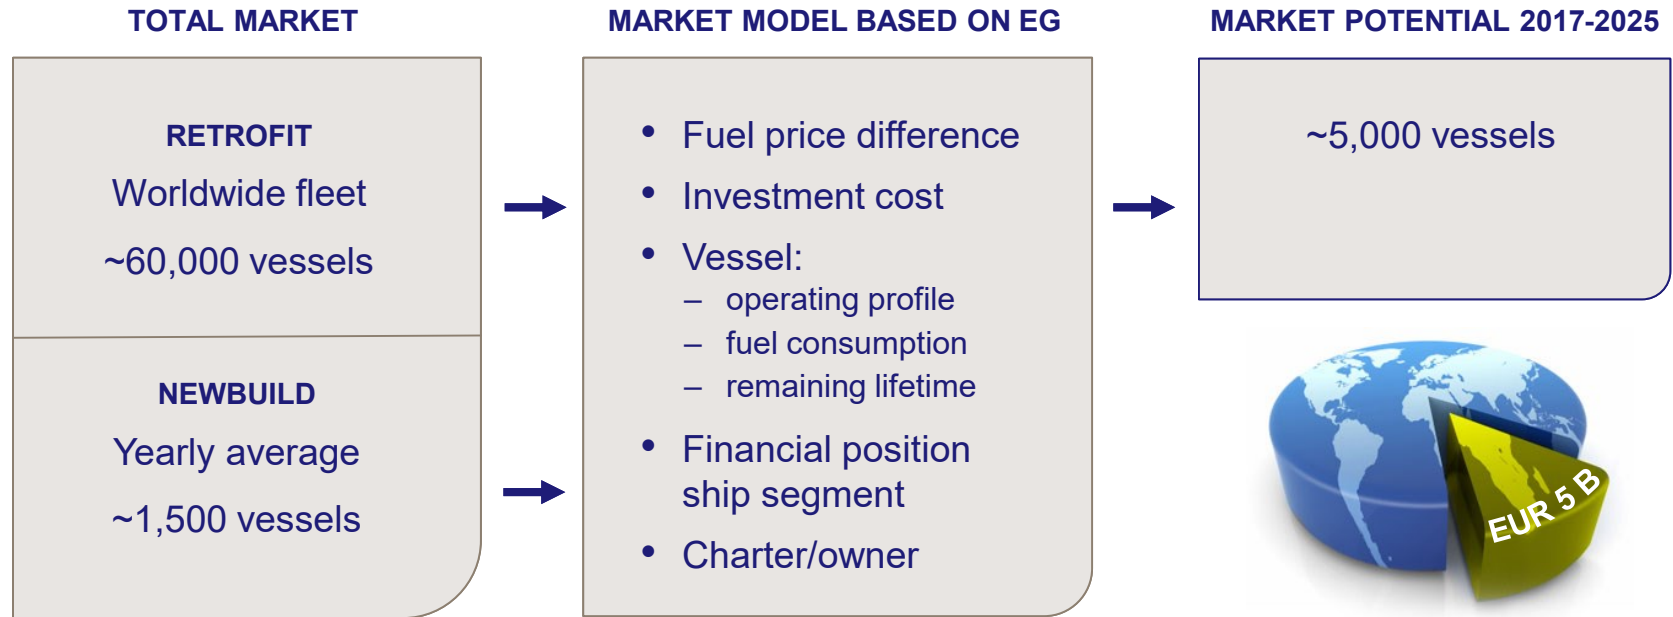 TOTAL MARKET
RETROFIT
Worldwide fleet
~60,000 vessels
NEWBUILD
Yearly average
~1,500 vessels
MARKET MODEL BASED ON EG
• Fuel price difference
• Investment cost
• Vessel:
– operating profile
– fuel consumption
– remaining lifetime
• Financial position
ship segment
• Charter/owner
MARKET POTENTIAL 2017-2025
~5,000 vessels
EUR 5 B